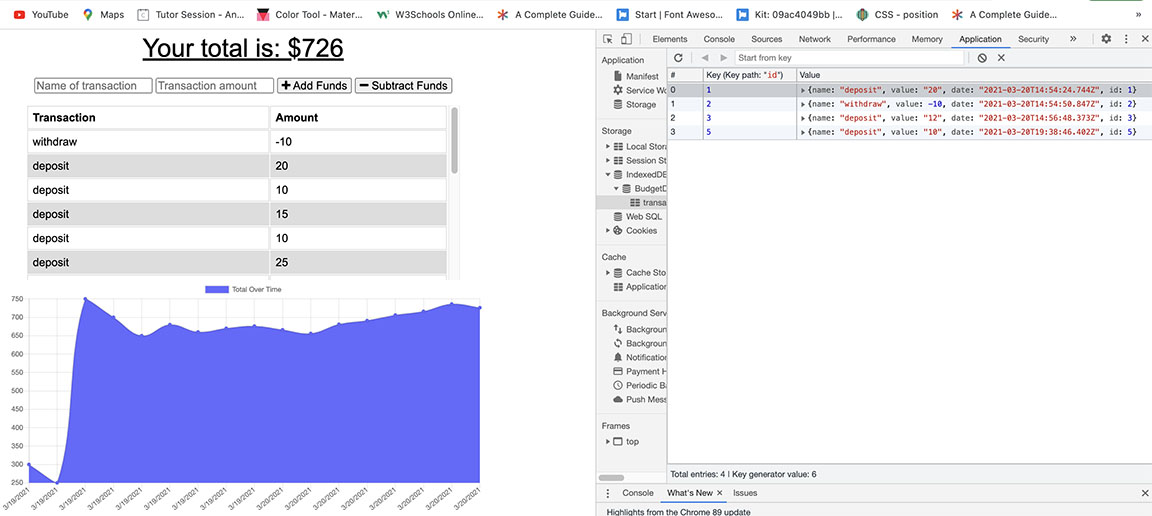 YouTube Maps Tutor Session - An... Color Tool - Mater... W3Schools Online... A Complete Guide... Start | Font Aweso... Kit: 09ac4049bb |... CSS - position A Complete Guide... »
Your total is: $726
Name of transaction Transaction amount Add Funds Subtract Funds
Transaction Amount
withdraw -10
deposit 20
deposit 10
deposit 15
deposit 10
deposit 25
Total Over Time
750
700
650
600
550
500
450
400
350
300
250
3/19/2021 3/19/2021 3/19/2021 3/19/2021 3/19/2021 3/19/2021 3/19/2021 3/20/2021 3/20/2021 3/20/2021 3/20/2021 3/20/2021 3/20/2021 3/20/2021 3/20/2021 3/20/2021 3/20/2021
Elements Console Sources Network Performance Memory Application Security »
Application
Manifest
Service Wo
Storage
Storage
Local Stora
Session St
IndexedDB
BudgetD
transa
Web SQL
Cookies
Cache
Cache Sto
Application
Background Serv
Backgroun
Backgroun
Notification
Payment H
Periodic Ba
Push Mess
Frames
top
Start from key
# Key (Key path: "id") Value
0 1 {name: "deposit", value: "20", date: "2021-03-20T14:54:24.744Z", id: 1}
1 2 {name: "withdraw", value: -10, date: "2021-03-20T14:54:50.847Z", id: 2}
2 3 {name: "deposit", value: "12", date: "2021-03-20T14:56:48.373Z", id: 3}
3 5 {name: "deposit", value: "10", date: "2021-03-20T19:38:46.402Z", id: 5}
Total entries: 4 | Key generator value: 6
Console What's New Issues
Highlights from the Chrome 89 update